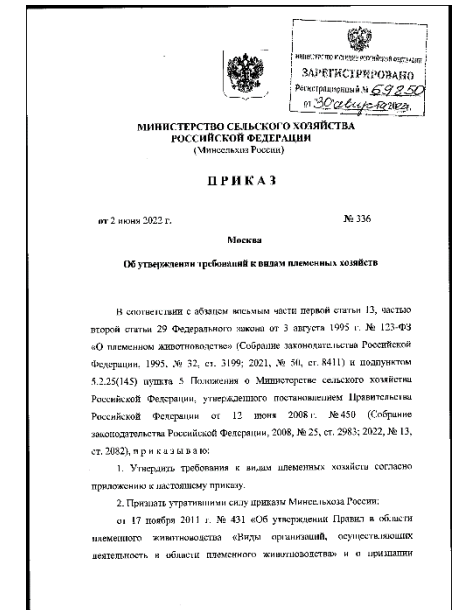 МИНИСТЕРСТВО ЮСТИЦИИ РОССИЙСКОЙ ФЕДЕРАЦИИ
ЗАРЕГИСТРИРОВАНО
Регистрационный № 69850
от 30 августа 2022г.
МИНИСТЕРСТВО СЕЛЬСКОГО ХОЗЯЙСТВА
РОССИЙСКОЙ ФЕДЕРАЦИИ
(Минсельхоз России)
ПРИКАЗ
от 2 июня 2022 г. № 336
Москва
Об утверждении требований к видам племенных хозяйств
В соответствии с абзацем восьмым части первой статьи 13, частью
второй статьи 29 Федерального закона от 3 августа 1995 г. № 123-ФЗ
«О племенном животноводстве» (Собрание законодательства Российской
Федерации, 1995, № 32, ст. 3199; 2021, № 50, ст. 8411) и подпунктом
5.2.25(145) пункта 5 Положения о Министерстве сельского хозяйства
Российской Федерации, утвержденного постановлением Правительства
Российской Федерации от 12 июня 2008 г. № 450 (Собрание
законодательства Российской Федерации, 2008, № 25, ст. 2983; 2022, № 13,
ст. 2082), приказываю:
1. Утвердить требования к видам племенных хозяйств согласно
приложению к настоящему приказу.
2. Признать утратившими силу приказы Минсельхоза России:
от 17 ноября 2011 г. № 431 «Об утверждении Правил в области
племенного животноводства «Виды организаций, осуществляющих
деятельность в области племенного животноводства» и о признании